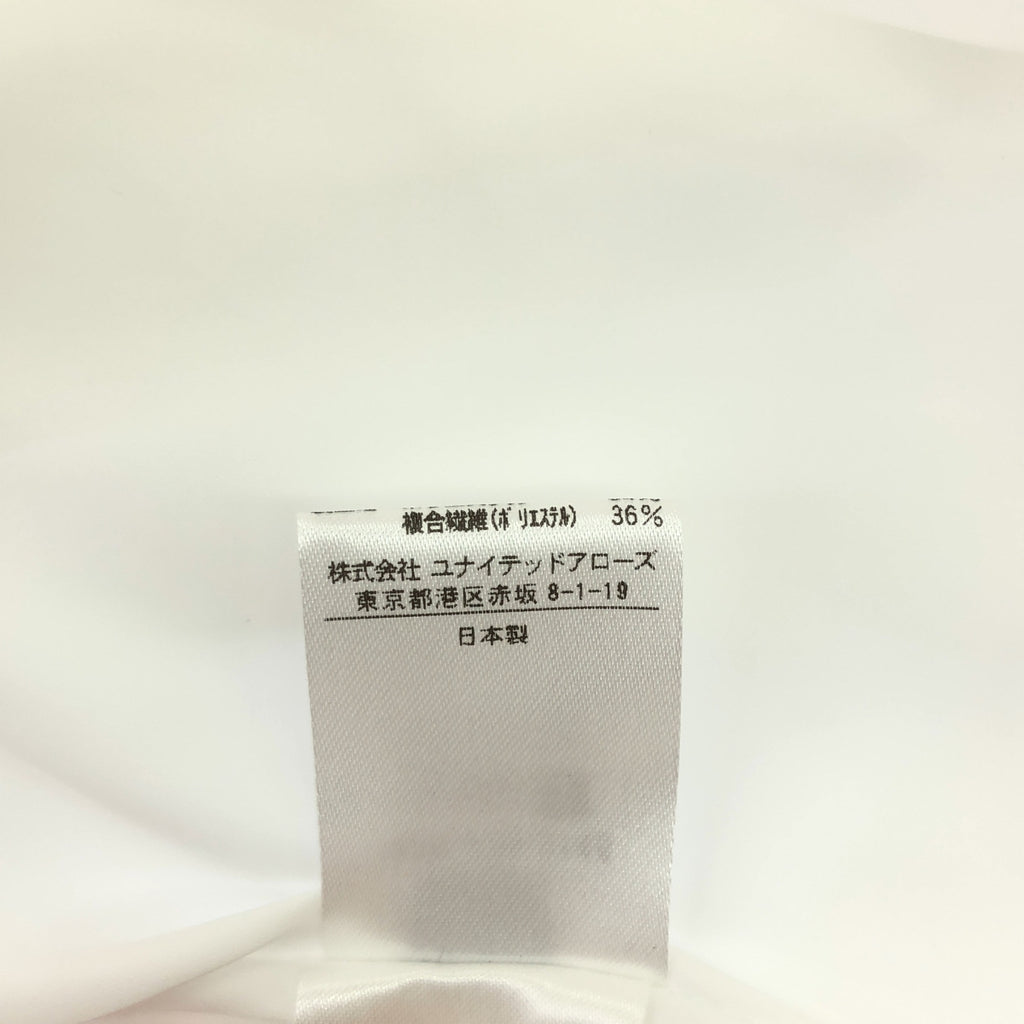 複合繊維(ポリエステル) 36%
株式会社 ユナイテッドアローズ
東京都港区赤坂 8-1-19
日本製